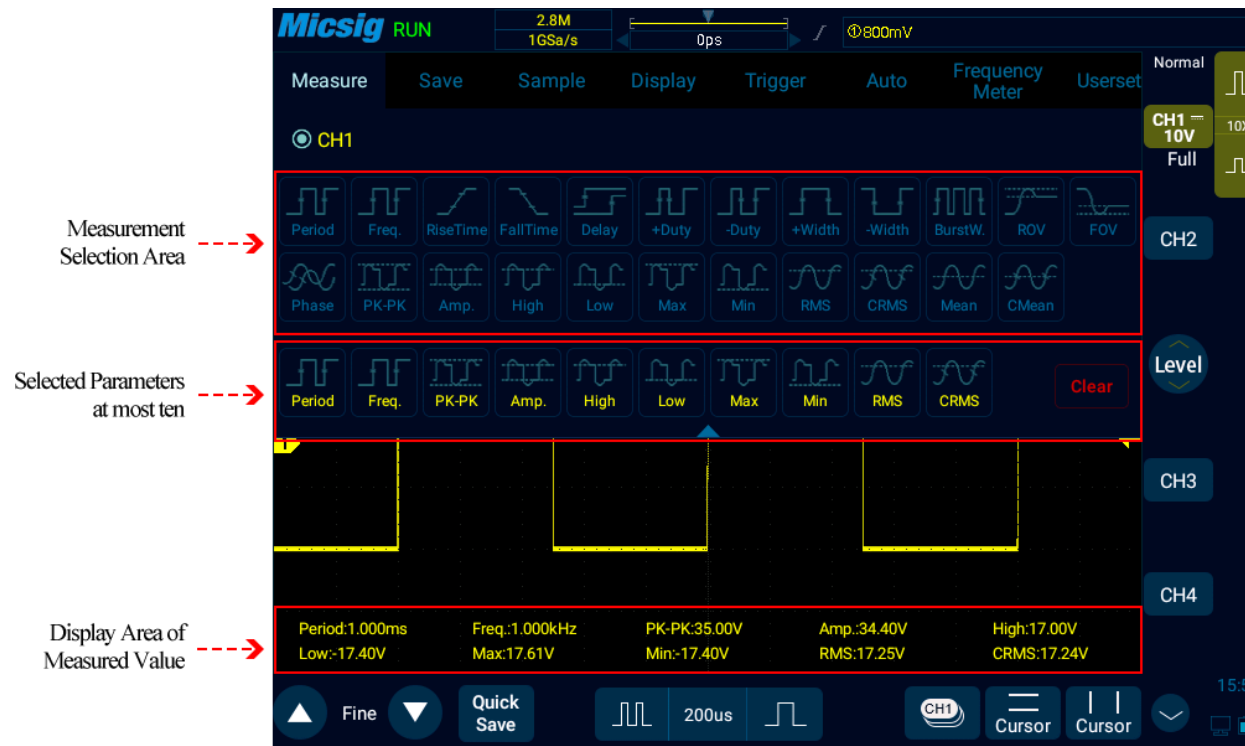 Micsig RUN 2.8M 1GSa/s 0ps ①800mV
Measure Save Sample Display Trigger Auto Frequency Meter Userset
Normal
CH1
CH1
10V
10X
Full
Measurement
Selection Area
Period Freq. RiseTime FallTime Delay +Duty -Duty +Width -Width BurstW. ROV FOV
CH2
Phase PK-PK Amp. High Low Max Min RMS CRMS Mean CMean
Selected Parameters
at most ten
Period Freq. PK-PK Amp. High Low Max Min RMS CRMS Clear
Level
CH3
CH4
Display Area of
Measured Value
Period:1.000ms Freq.:1.000kHz PK-PK:35.00V Amp.:34.40V High:17.00V
Low:-17.40V Max:17.61V Min:-17.40V RMS:17.25V CRMS:17.24V
Fine Quick Save 200us CH1 Cursor Cursor